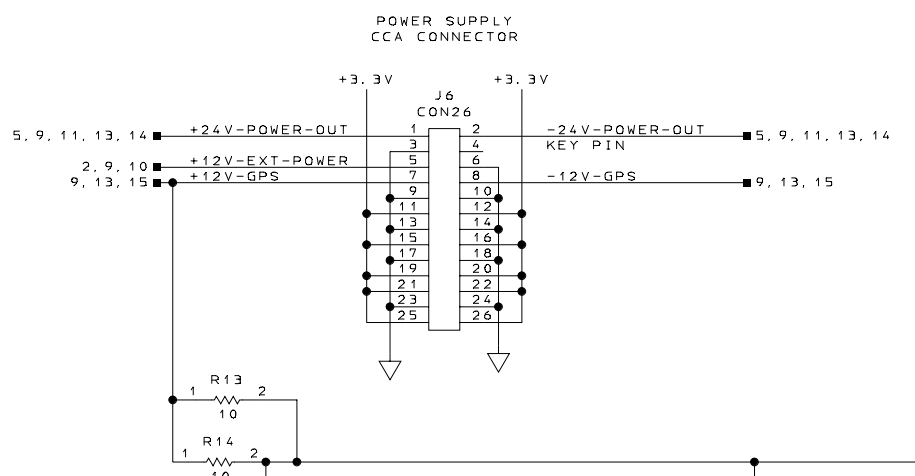 POWER SUPPLY
CCA CONNECTOR
+3.3V
+3.3V
J6
CON26
5, 9, 11, 13, 14
+24V-POWER-OUT
1
2
-24V-POWER-OUT
5, 9, 11, 13, 14
3
4
KEY PIN
2, 9, 10
+12V-EXT-POWER
5
6
9, 13, 15
+12V-GPS
7
8
-12V-GPS
9, 13, 15
9
10
11
12
13
14
15
16
17
18
19
20
21
22
23
24
25
26
R13
1
2
10
R14
1
2
10